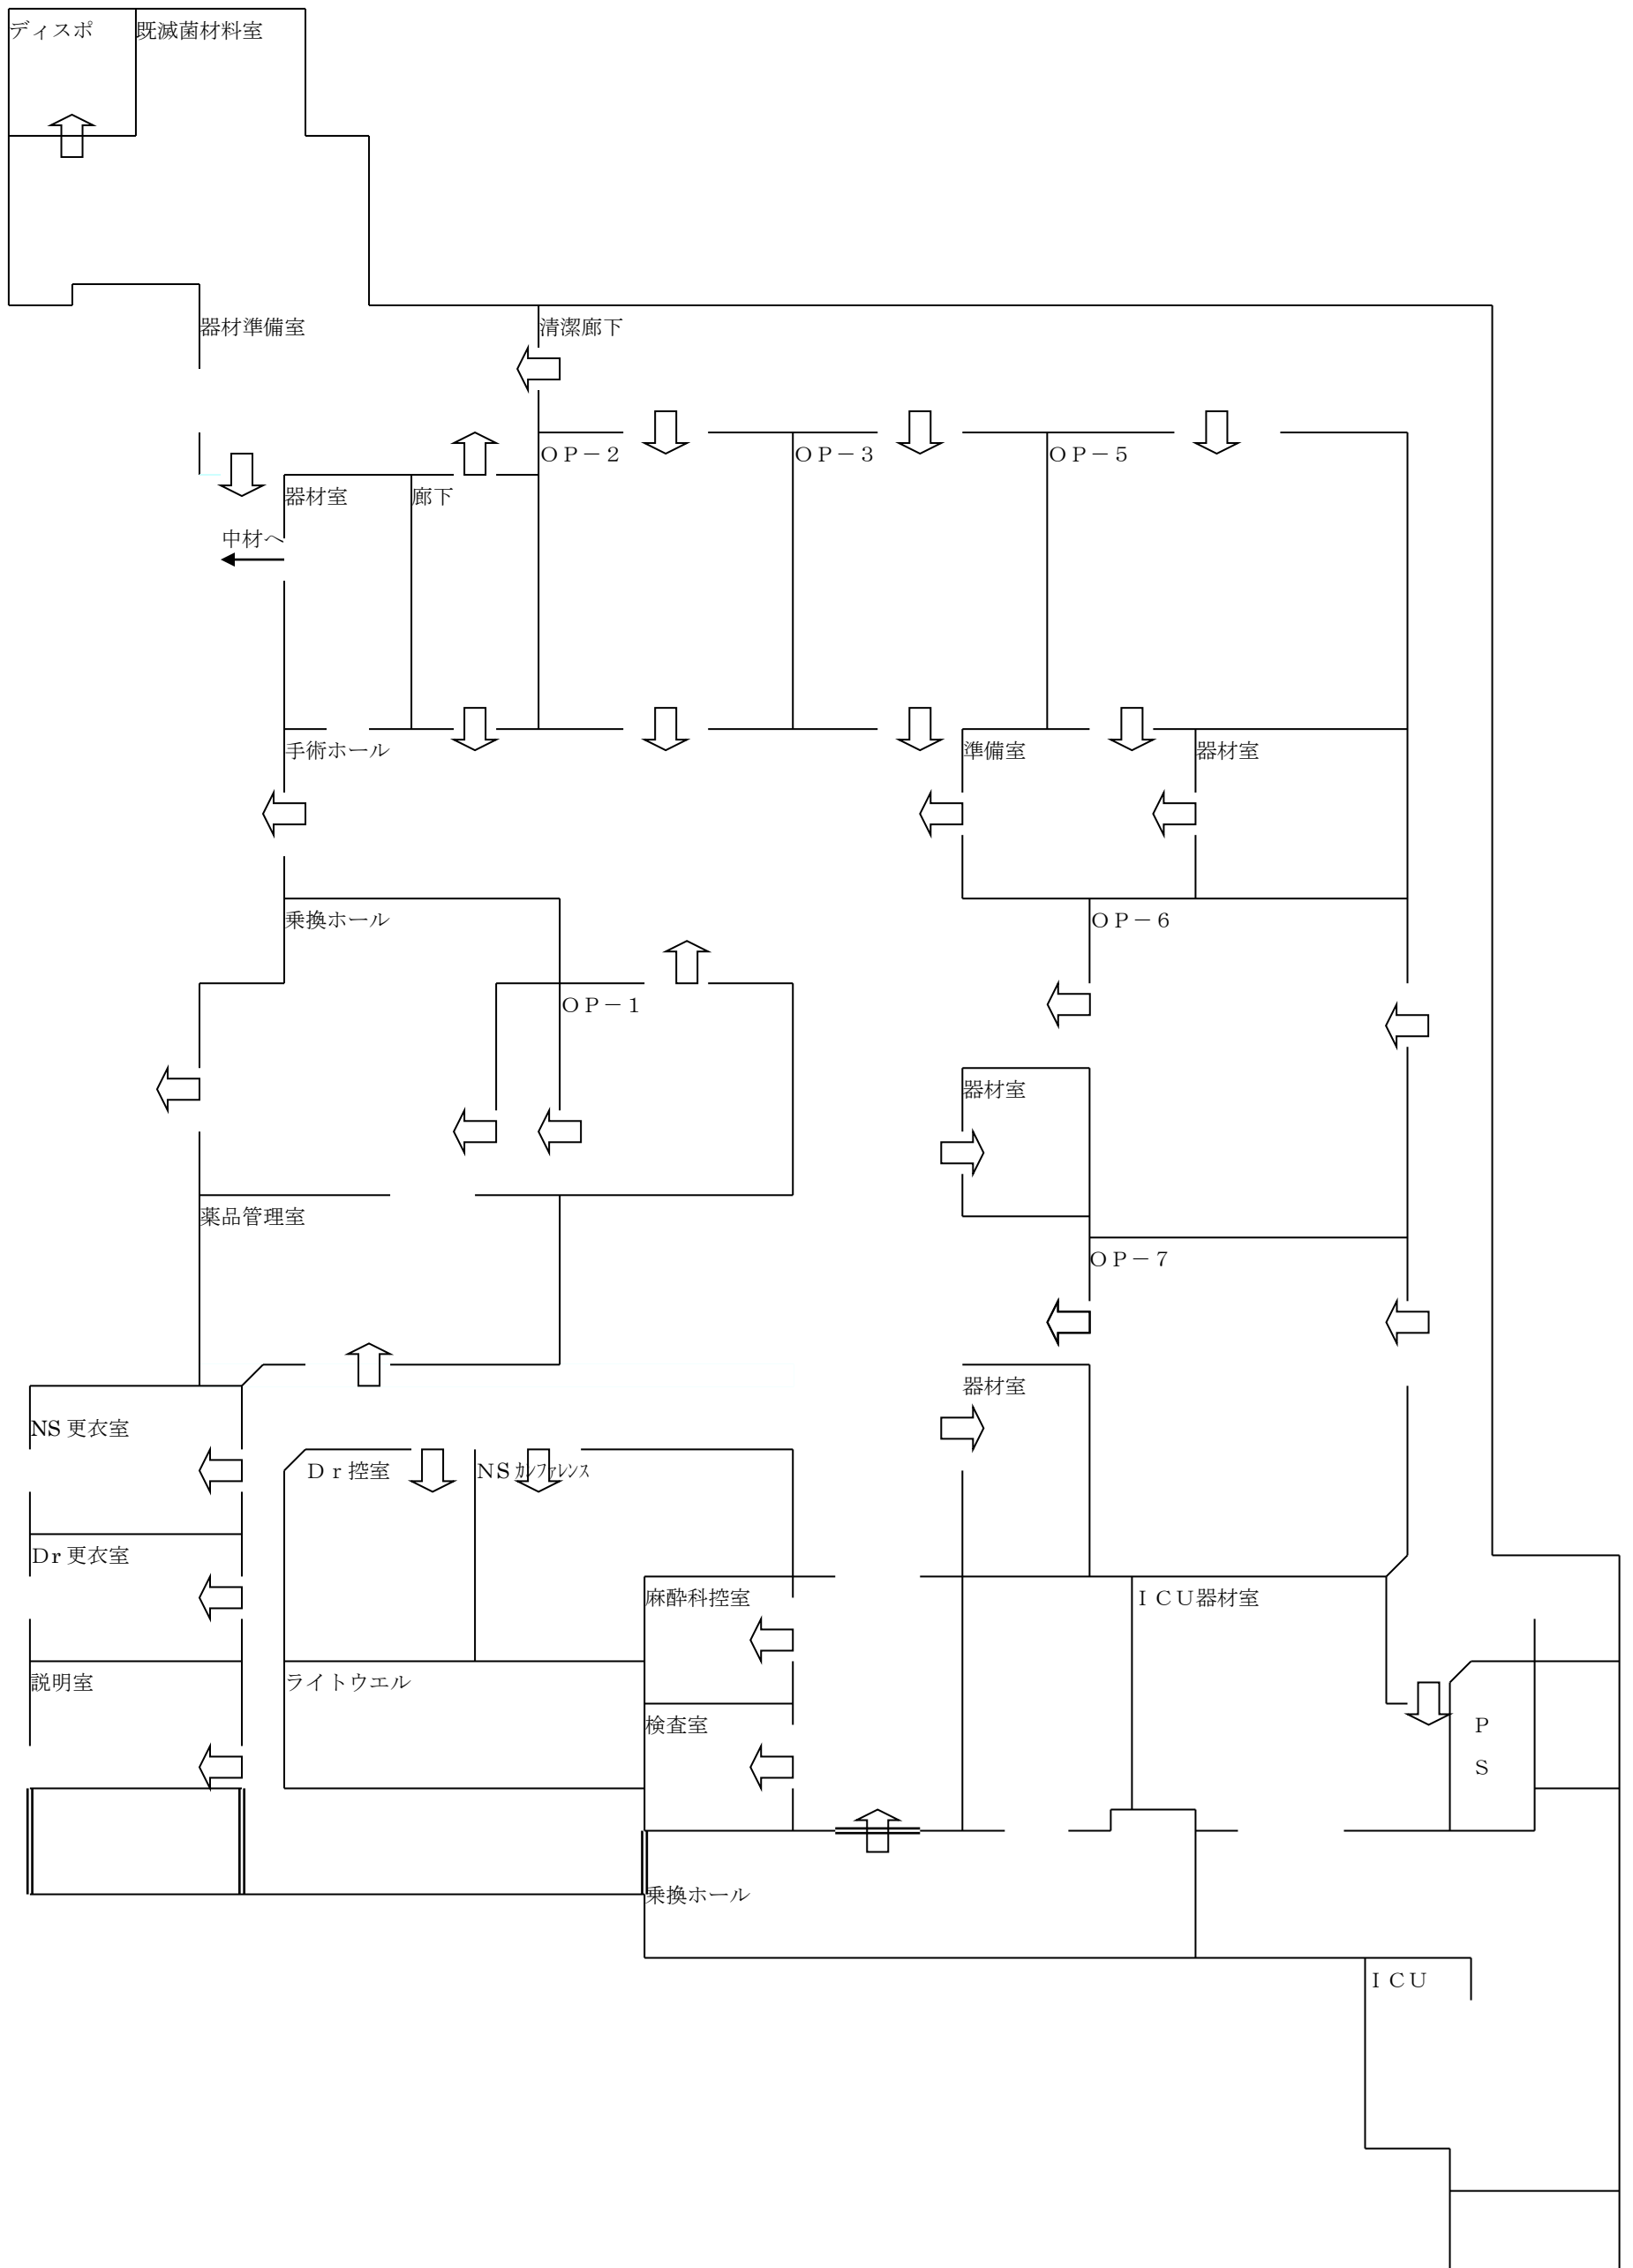 ディスポ
既滅菌材料室
器材準備室
清潔廊下
ＯＰ－２
ＯＰ－３
ＯＰ－５
器材室
廊下
中材へ
手術ホール
準備室
器材室
乗換ホール
ＯＰ－６
ＯＰ－１
器材室
薬品管理室
ＯＰ－７
器材室
NS 更衣室
Ｄｒ控室
ＮＳｶﾝﾌｧﾚﾝｽ
Dr 更衣室
麻酔科控室
ＩＣＵ器材室
説明室
ライトウエル
検査室
Ｐ
Ｓ
乗換ホール
ＩＣＵ